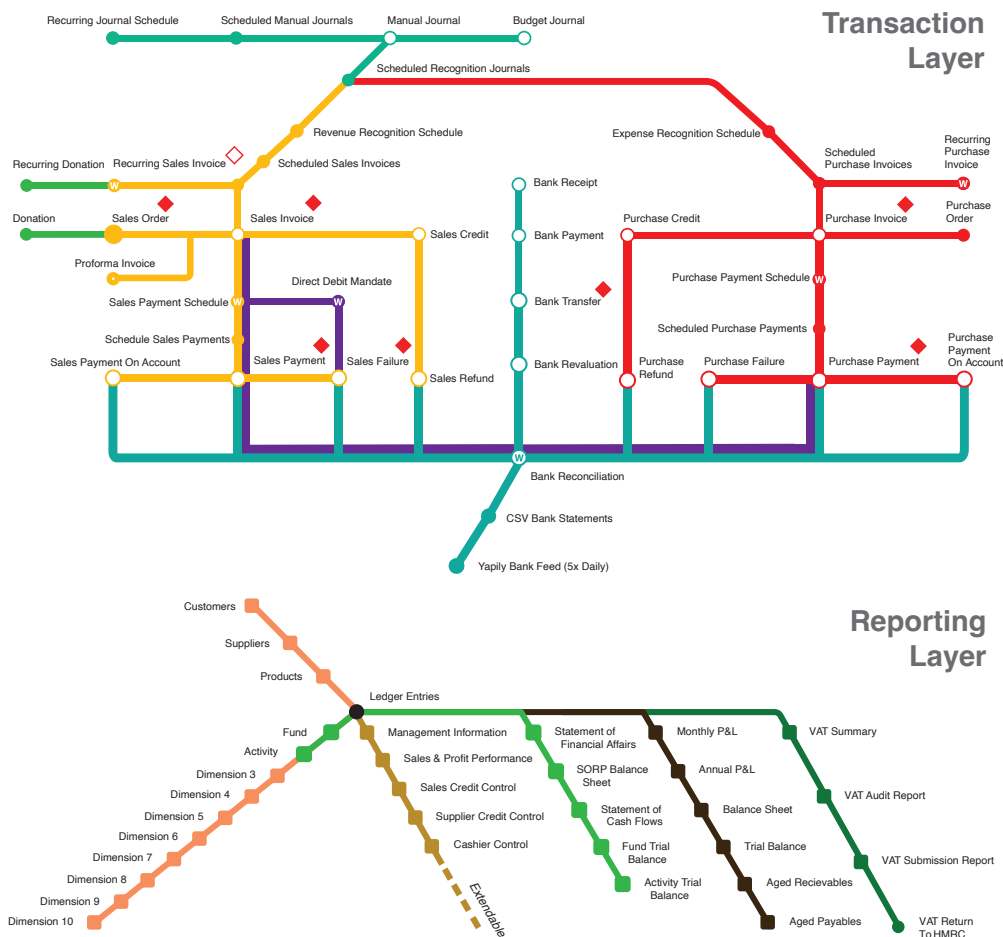 Recurring Journal Schedule
Scheduled Manual Journals
Manual Journal
Budget Journal
Transaction
Layer
Scheduled Recognition Journals
Revenue Recognition Schedule
Expense Recognition Schedule
Recurring Donation
Recurring Sales Invoice
Scheduled Sales Invoices
Scheduled
Purchase Invoices
Recurring
Purchase
Invoice
Bank Receipt
Donation
Sales Order
Sales Invoice
Sales Credit
Bank Payment
Purchase Credit
Purchase Invoice
Purchase
Order
Proforma Invoice
Direct Debit Mandate
Purchase Payment Schedule
W
W
W
W
W
W
Sales Payment Schedule
Bank Transfer
Schedule Sales Payments
Scheduled Purchase Payments
Sales Payment On Account
Sales Payment
Sales Failure
Sales Refund
Bank Revaluation
Purchase
Refund
Purchase Failure
Purchase Payment
Purchase
Payment
On Account
Bank Reconciliation
CSV Bank Statements
Yapily Bank Feed (5x Daily)
Reporting
Layer
Customers
Suppliers
Products
Ledger Entries
Fund
Activity
Dimension 3
Dimension 4
Dimension 5
Dimension 6
Dimension 7
Dimension 8
Dimension 9
Dimension 10
Management Information
Sales & Profit Performance
Sales Credit Control
Supplier Credit Control
Cashier Control
Extendable
Statement of
Financial Affairs
SORP Balance
Sheet
Statement of
Cash Flows
Fund Trial
Balance
Activity Trial
Balance
Monthly P&L
Annual P&L
Balance Sheet
Trial Balance
Aged Recievables
Aged Payables
VAT Summary
VAT Audit Report
VAT Submission Report
VAT Return
To HMRC